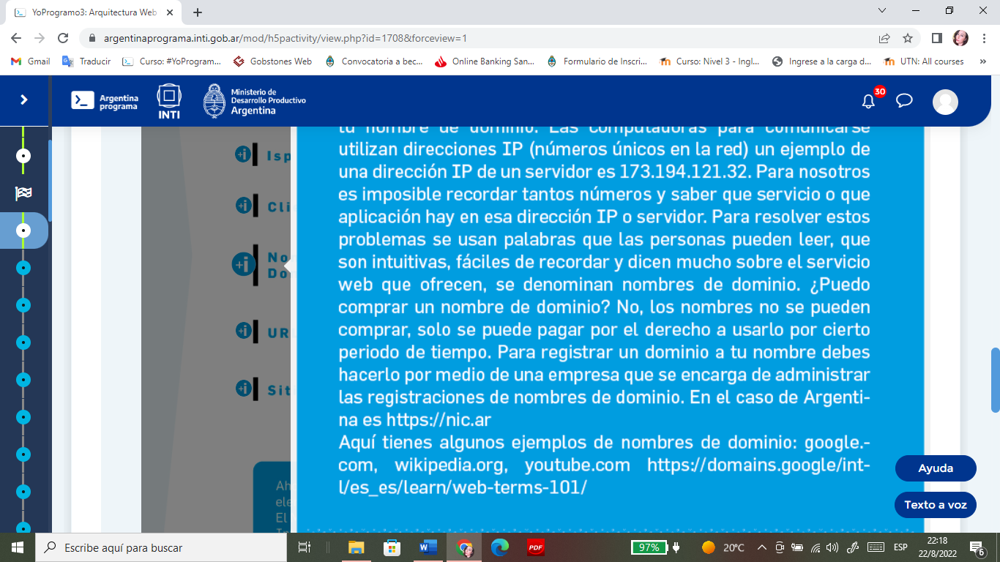 YoProgramo3: Arquitectura Web
argentinaprograma.inti.gob.ar/mod/h5pactivity/view.php?id=1708&forceview=1
Gmail
Traducir
Curso: #YoProgram...
Gobstones Web
Convocatoria a bec...
Online Banking San...
Formulario de Inscri...
Curso: Nivel 3 - Ingl...
Ingrese a la carga d...
UTN: All courses
»
Argentina
programa
INTI
Ministerio de
Desarrollo Productivo
Argentina
30
tu nombre de dominio. Las computadoras para comunicarse
utilizan direcciones IP (números únicos en la red) un ejemplo de
una dirección IP de un servidor es 173.194.121.32. Para nosotros
es imposible recordar tantos números y saber que servicio o que
aplicación hay en esa dirección IP o servidor. Para resolver estos
problemas se usan palabras que las personas pueden leer, que
son intuitivas, fáciles de recordar y dicen mucho sobre el servicio
web que ofrecen, se denominan nombres de dominio. ¿Puedo
comprar un nombre de dominio? No, los nombres no se pueden
comprar, solo se puede pagar por el derecho a usarlo por cierto
periodo de tiempo. Para registrar un dominio a tu nombre debes
hacerlo por medio de una empresa que se encarga de administrar
las registraciones de nombres de dominio. En el caso de Argenti-
na es https://nic.ar
Aquí tienes algunos ejemplos de nombres de dominio: google.-
com, wikipedia.org, youtube.com https://domains.google/int-
l/es_es/learn/web-terms-101/
+i Isp
+i Cli
+i No
Do
+i URL
+i Sit
Ah
ele
El
Ayuda
Texto a voz
Escribe aquí para buscar
PDF
97%
20°C
ESP
22:18
22/8/2022
6